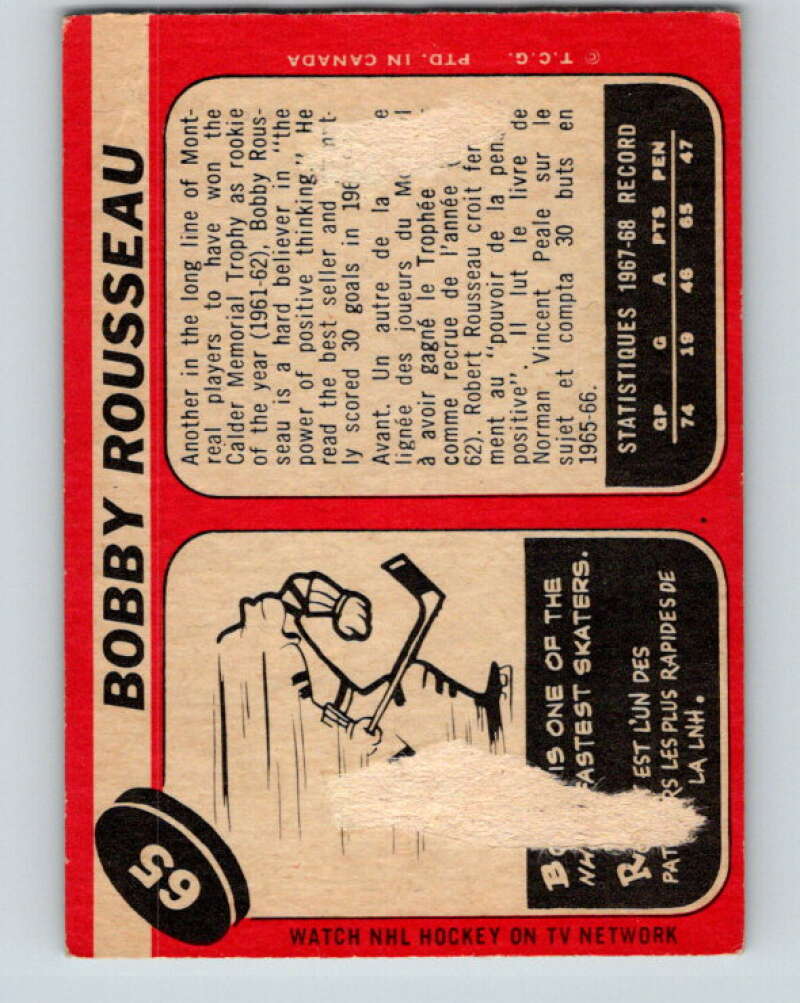 65
BOBBY ROUSSEAU
WATCH NHL HOCKEY ON TV NETWORK
B IS ONE OF THE
NH ASTEST SKATERS.
R EST L'UN DES
PAT RS LES PLUS RAPIDES DE
LA LNH.
Another in the long line of Mont-
real players to have won the
Calder Memorial Trophy as rookie
of the year (1961-62), Bobby Rous-
seau is a hard believer in "the
power of positive thinking." He
read the best seller and
ly scored 30 goals in
Avant. Un autre de la
lignée des joueurs du
à avoir gagné le Trophée
comme recrue de l'année
62). Robert Rousseau croit fer
ment au "pouvoir de la pen
positive". Il lut le livre de
Norman Vincent Peale sur le
sujet et compta 30 buts en
1965-66.
STATISTIQUES 1967-68 RECORD
GP G A PTS PEN
74 19 46 65 47
© T.C.G. PTD. IN CANADA